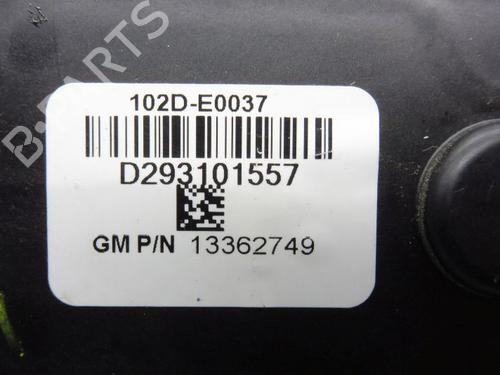 B-PARTS
102D-E0037
D293101557
GM P/N 13362749